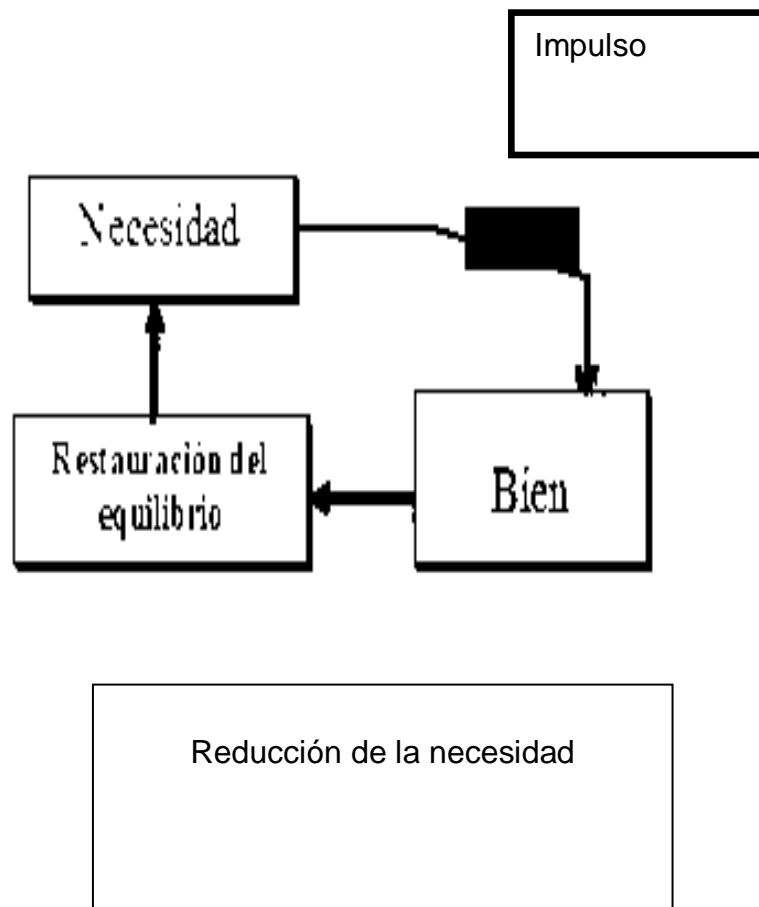 Impulso
Necesidad
Restauración del
equilibrio
Bien
Reducción de la necesidad